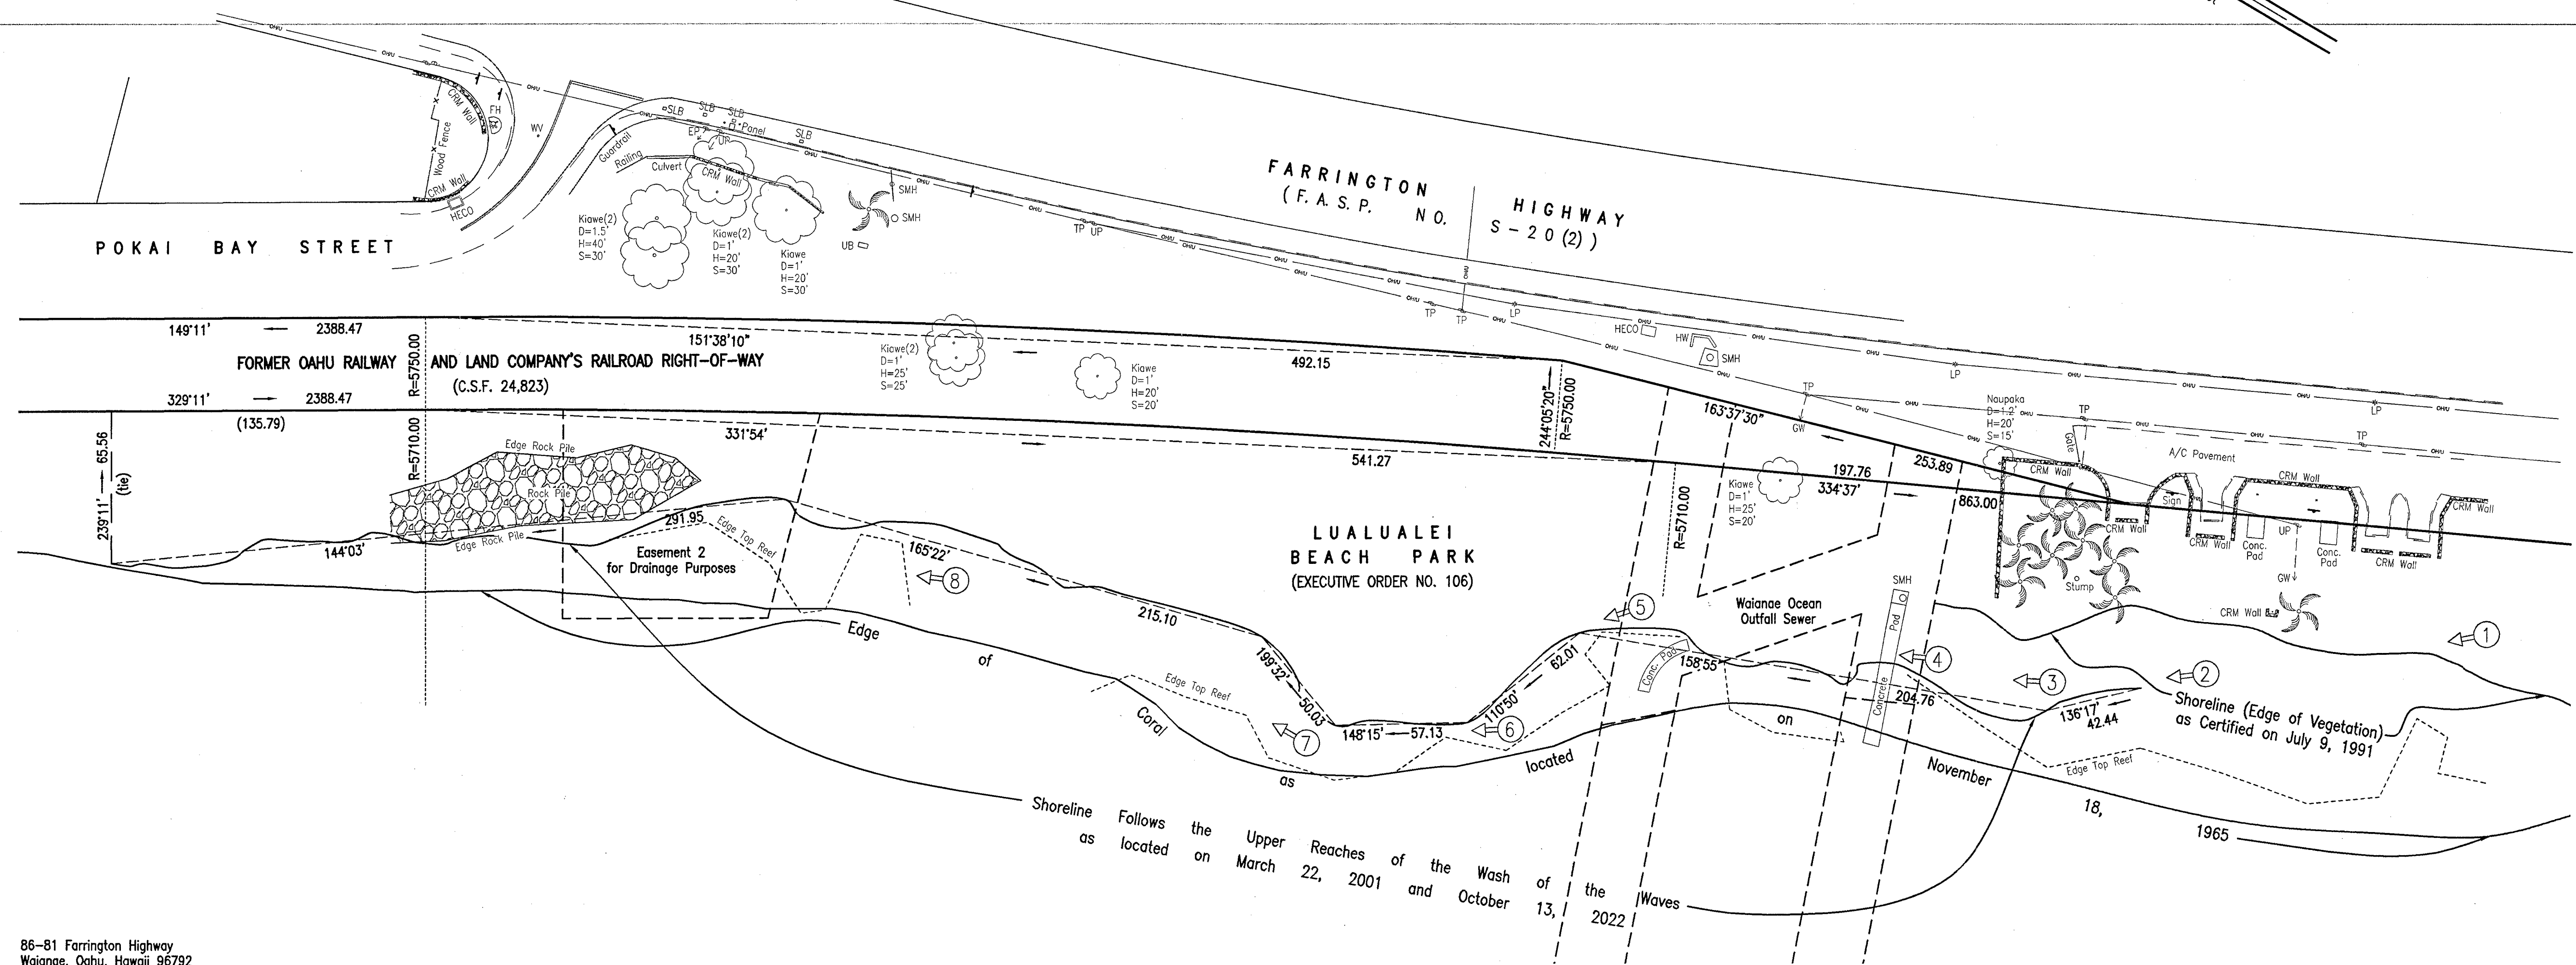 FARRINGTON HIGHWAY
(F.A.S.P. NO. S-20(2))
POKAI BAY STREET
CRM Wall
FH
Wood Fence
CRM Wall
HECO
WV
OH/U
Guardrail
Railing
Culvert
SLB
SLB
SLB
Panel
SLB
EP
UP
CRM Wall
SMH
SMH
UB
Kiawe(2)
D=1.5'
H=40'
S=30'
Kiawe(2)
D=1'
H=20'
S=30'
Kiawe
D=1'
H=20'
S=30'
TP UP
TP
TP
LP
HECO
HW
SMH
LP
TP
GW
LP
TP
TP
Naupaka
D=1.2'
H=20'
S=15'
Gate
A/C Pavement
CRM Wall
Sign
CRM Wall
CRM Wall
CRM Wall
CRM Wall
Conc.
Pad
UP
GW
Conc.
Pad
CRM Wall
CRM Wall
Stump
149°11' 2388.47
R=5750.00
151°38'10"
492.15
FORMER OAHU RAILWAY AND LAND COMPANY'S RAILROAD RIGHT-OF-WAY
(C.S.F. 24,823)
Kiawe(2)
D=1'
H=25'
S=25'
Kiawe
D=1'
H=20'
S=20'
329°11' 2388.47
(135.79)
R=5710.00
331°54'
541.27
244°05'20"
R=5750.00
163°37'30"
253.89
197.76
334°37'
863.00
R=5710.00
Kiawe
D=1'
H=25'
S=20'
239°11' 65.56
(tie)
Edge Rock Pile
Rock Pile
Edge Rock Pile
144°03'
291.95
Edge Top Reef
Easement 2
for Drainage Purposes
165°22'
215.10
8
LUALUALEI
BEACH PARK
(EXECUTIVE ORDER NO. 106)
199°32' 50.03
148°15' 57.13
110°50' 62.01
5
Conc. Pad
158°55'
204.76
Waianae Ocean
Outfall Sewer
SMH
Concrete Pad
4
3
2
1
136°17'
42.44
6
7
Edge Top Reef
Edge Top Reef
Shoreline (Edge of Vegetation)
as Certified on July 9, 1991
Edge of Coral as located on November 18, 1965
Shoreline Follows the Upper Reaches of the Wash of the Waves
as located on March 22, 2001 and October 13, 2022
86-81 Farrington Highway
Waianae, Oahu, Hawaii 96792